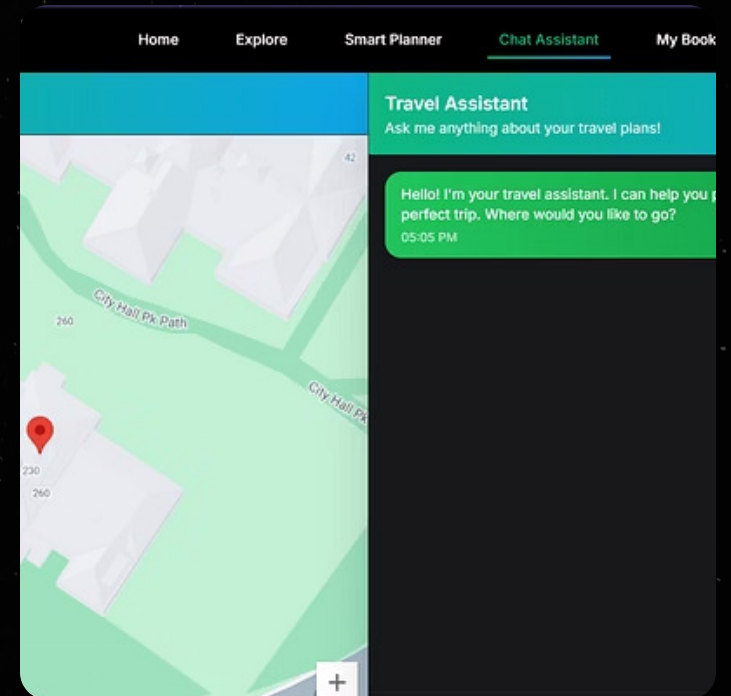 Home
Explore
Smart Planner
Chat Assistant
My Book
Travel Assistant
Ask me anything about your travel plans!
Hello! I'm your travel assistant. I can help you p
perfect trip. Where would you like to go?
05:05 PM
42
City Hall Pk Path
260
City Hall Pk
230
260
+